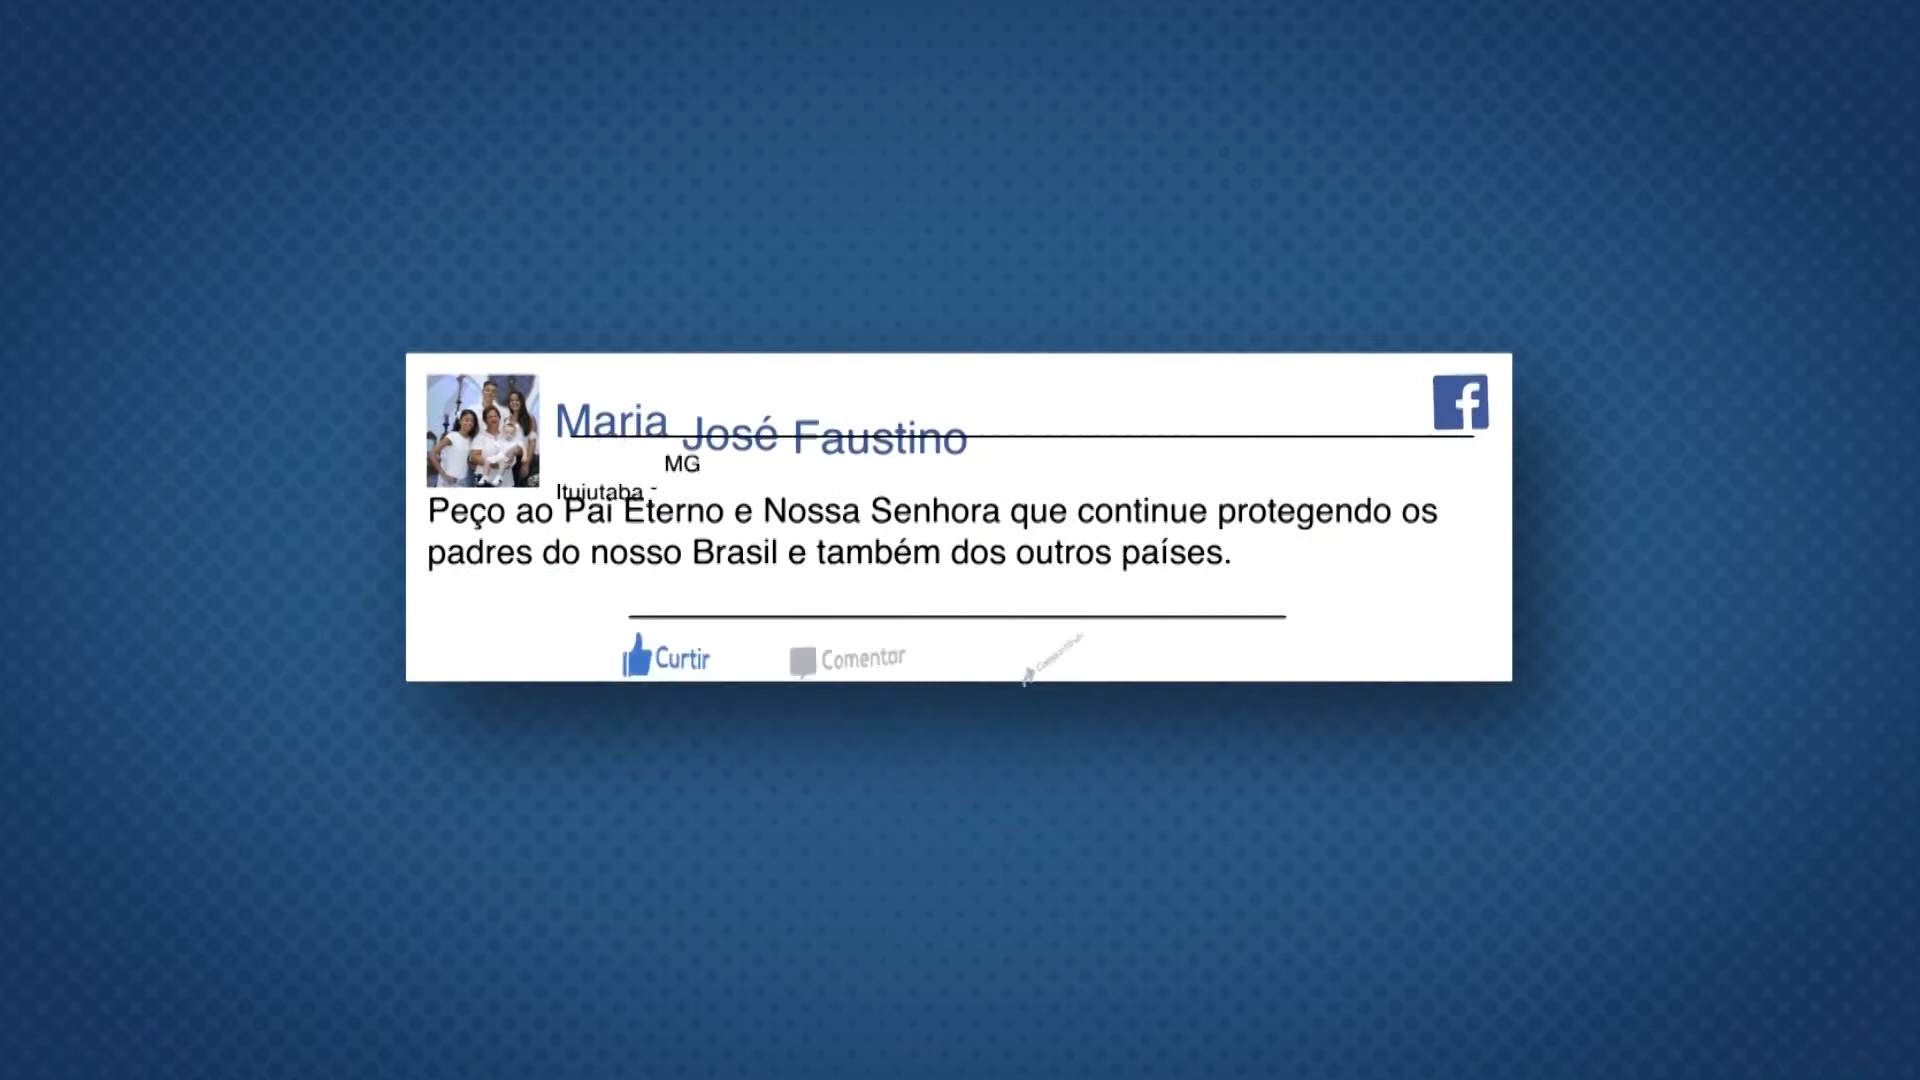 Maria José Faustino
Ituiutaba - MG
Peço ao Pai Eterno e Nossa Senhora que continue protegendo os
padres do nosso Brasil e também dos outros países.
Curtir Comentar Compartilhar